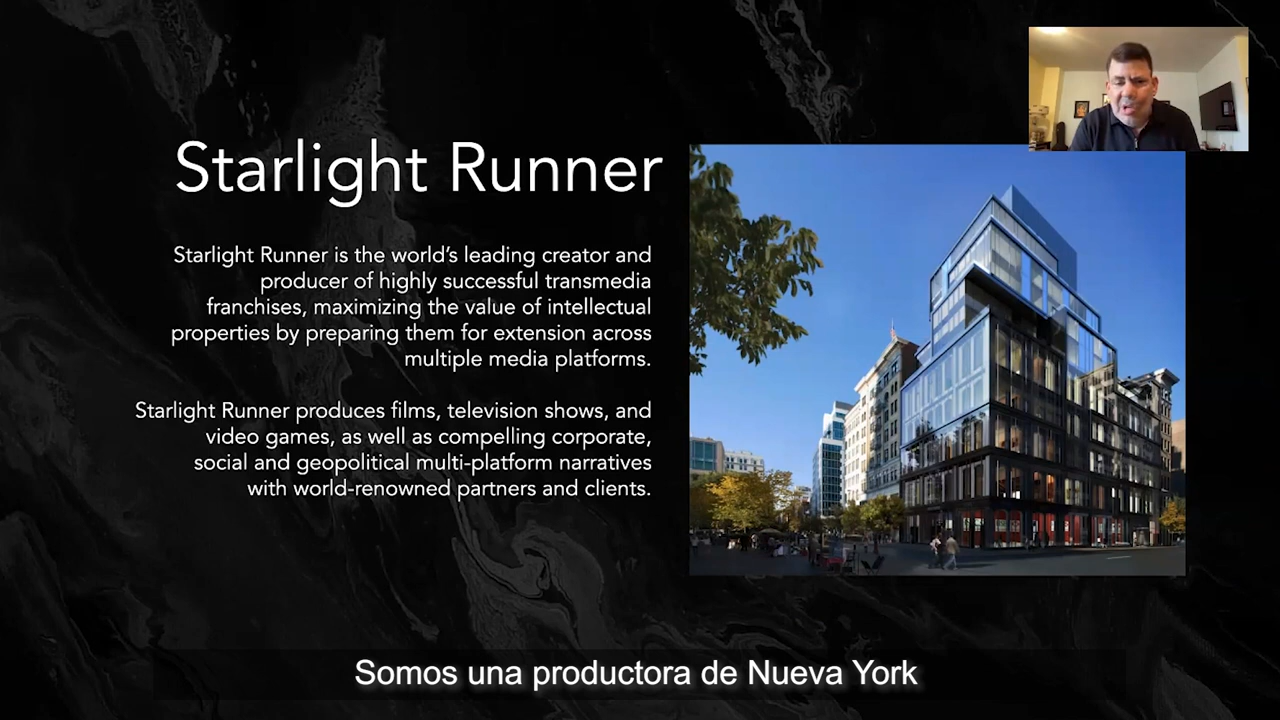 Starlight Runner
Starlight Runner is the world’s leading creator and
producer of highly successful transmedia
franchises, maximizing the value of intellectual
properties by preparing them for extension across
multiple media platforms.
Starlight Runner produces films, television shows, and
video games, as well as compelling corporate,
social and geopolitical multi-platform narratives
with world-renowned partners and clients.
Somos una productora de Nueva York